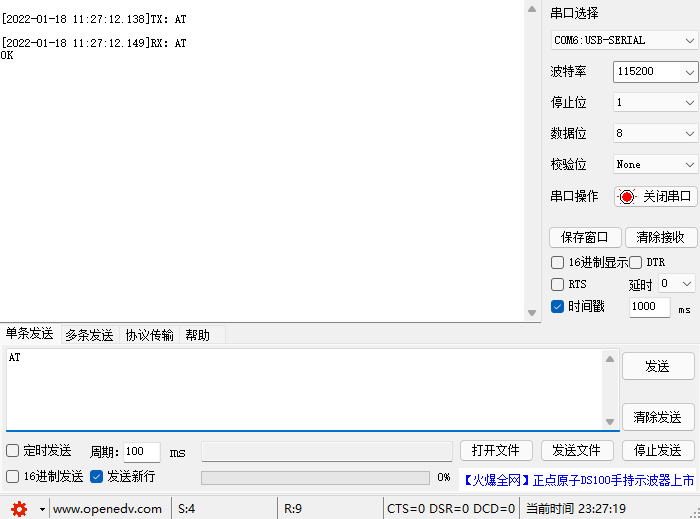 [2022-01-18 11:27:12.138]TX: AT
[2022-01-18 11:27:12.149]RX: AT
OK
串口选择
COM6:USB-SERIAL
波特率 115200
停止位 1
数据位 8
校验位 None
串口操作 关闭串口
保存窗口 清除接收
16进制显示 DTR
RTS 延时 0
时间戳 1000 ms
单条发送 多条发送 协议传输 帮助
AT
发送
清除发送
定时发送 周期: 100 ms 打开文件 发送文件 停止发送
16进制发送 发送新行 0% 【火爆全网】正点原子DS100手持示波器上市
www.openedv.com S:4 R:9 CTS=0 DSR=0 DCD=0 当前时间 23:27:19